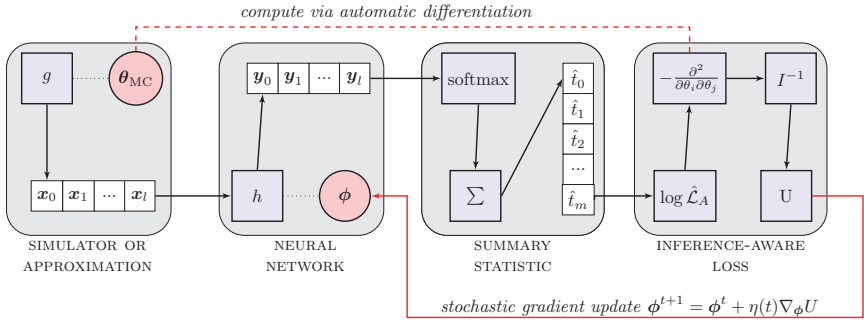 compute via automatic differentiation
g
θ_MC
x_0 x_1 ... x_l
SIMULATOR OR
APPROXIMATION
y_0 y_1 ... y_l
h
ϕ
NEURAL
NETWORK
softmax
∑
t̂_0
t̂_1
t̂_2
...
t̂_m
SUMMARY
STATISTIC
−∂²/∂θ_i∂θ_j
I⁻¹
log ℒ̂_A
U
INFERENCE-AWARE
LOSS
stochastic gradient update ϕ^{t+1} = ϕ^t + η(t)∇_ϕ U